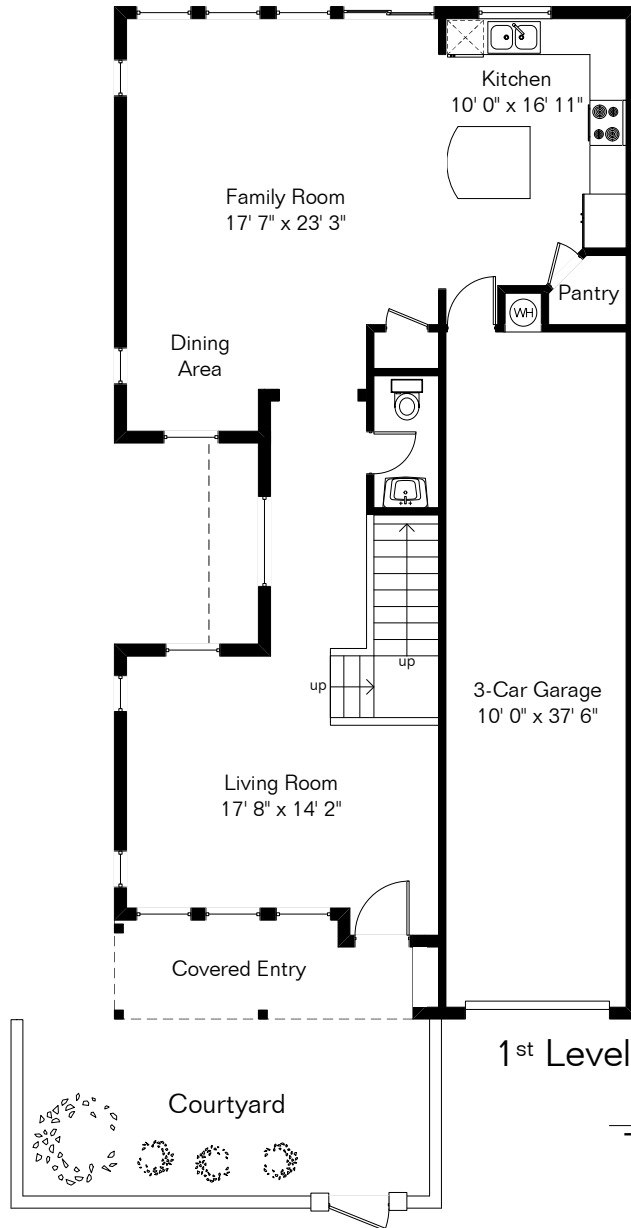 Kitchen
10' 0" x 16' 11"
Family Room
17' 7" x 23' 3"
Pantry
WH
Dining
Area
up
up
3-Car Garage
10' 0" x 37' 6"
Living Room
17' 8" x 14' 2"
Covered Entry
1st Level
Courtyard